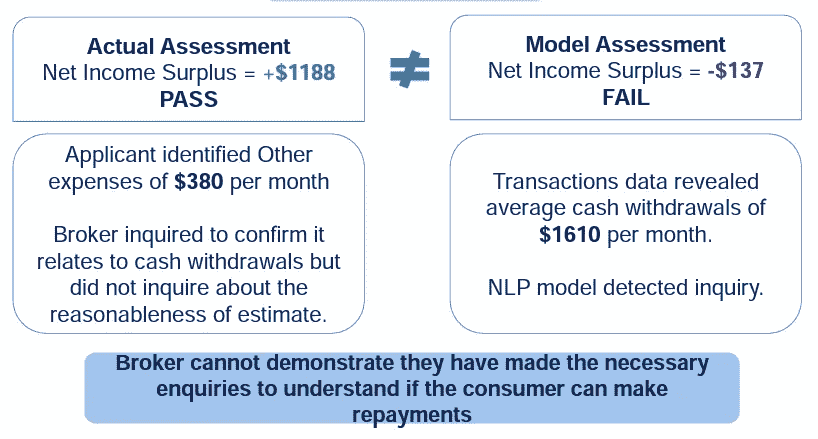 Actual Assessment
Net Income Surplus = +$1188
PASS
≠
Model Assessment
Net Income Surplus = -$137
FAIL
Applicant identified Other
expenses of $380 per month
Broker inquired to confirm it
relates to cash withdrawals but
did not inquire about the
reasonableness of estimate.
Transactions data revealed
average cash withdrawals of
$1610 per month.
NLP model detected inquiry.
Broker cannot demonstrate they have made the necessary
enquiries to understand if the consumer can make
repayments